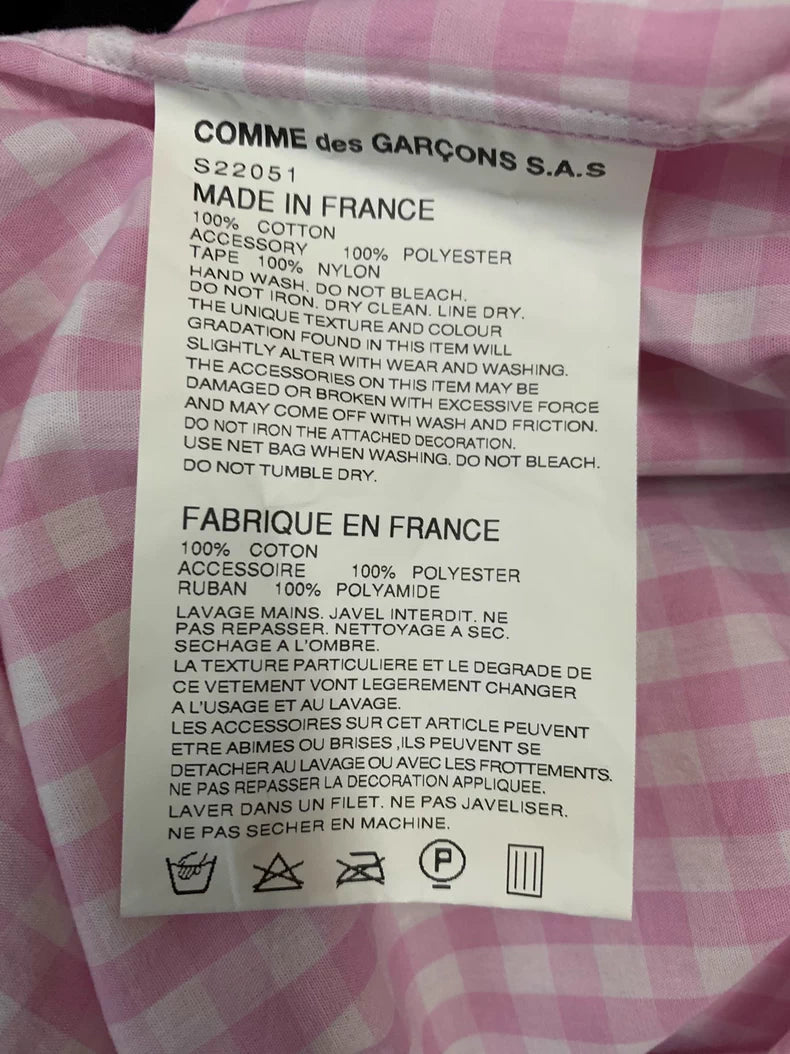 COMME des GARÇONS S.A.S
S22051
MADE IN FRANCE
100% COTTON
ACCESSORY 100% POLYESTER
TAPE 100% NYLON
HAND WASH. DO NOT BLEACH.
DO NOT IRON. DRY CLEAN. LINE DRY.
THE UNIQUE TEXTURE AND COLOUR
GRADATION FOUND IN THIS ITEM WILL
SLIGHTLY ALTER WITH WEAR AND WASHING.
THE ACCESSORIES ON THIS ITEM MAY BE
DAMAGED OR BROKEN WITH EXCESSIVE FORCE
AND MAY COME OFF WITH WASH AND FRICTION.
DO NOT IRON THE ATTACHED DECORATION.
USE NET BAG WHEN WASHING. DO NOT BLEACH.
DO NOT TUMBLE DRY.
FABRIQUE EN FRANCE
100% COTON
ACCESSOIRE 100% POLYESTER
RUBAN 100% POLYAMIDE
LAVAGE MAINS. JAVEL INTERDIT. NE
PAS REPASSER. NETTOYAGE A SEC.
SECHAGE A L'OMBRE.
LA TEXTURE PARTICULIERE ET LE DEGRADE DE
CE VETEMENT VONT LEGEREMENT CHANGER
A L'USAGE ET AU LAVAGE.
LES ACCESSOIRES SUR CET ARTICLE PEUVENT
ETRE ABIMES OU BRISES ,ILS PEUVENT SE
DETACHER AU LAVAGE OU AVEC LES FROTTEMENTS.
NE PAS REPASSER LA DECORATION APPLIQUEE.
LAVER DANS UN FILET. NE PAS JAVELISER.
NE PAS SECHER EN MACHINE.
P